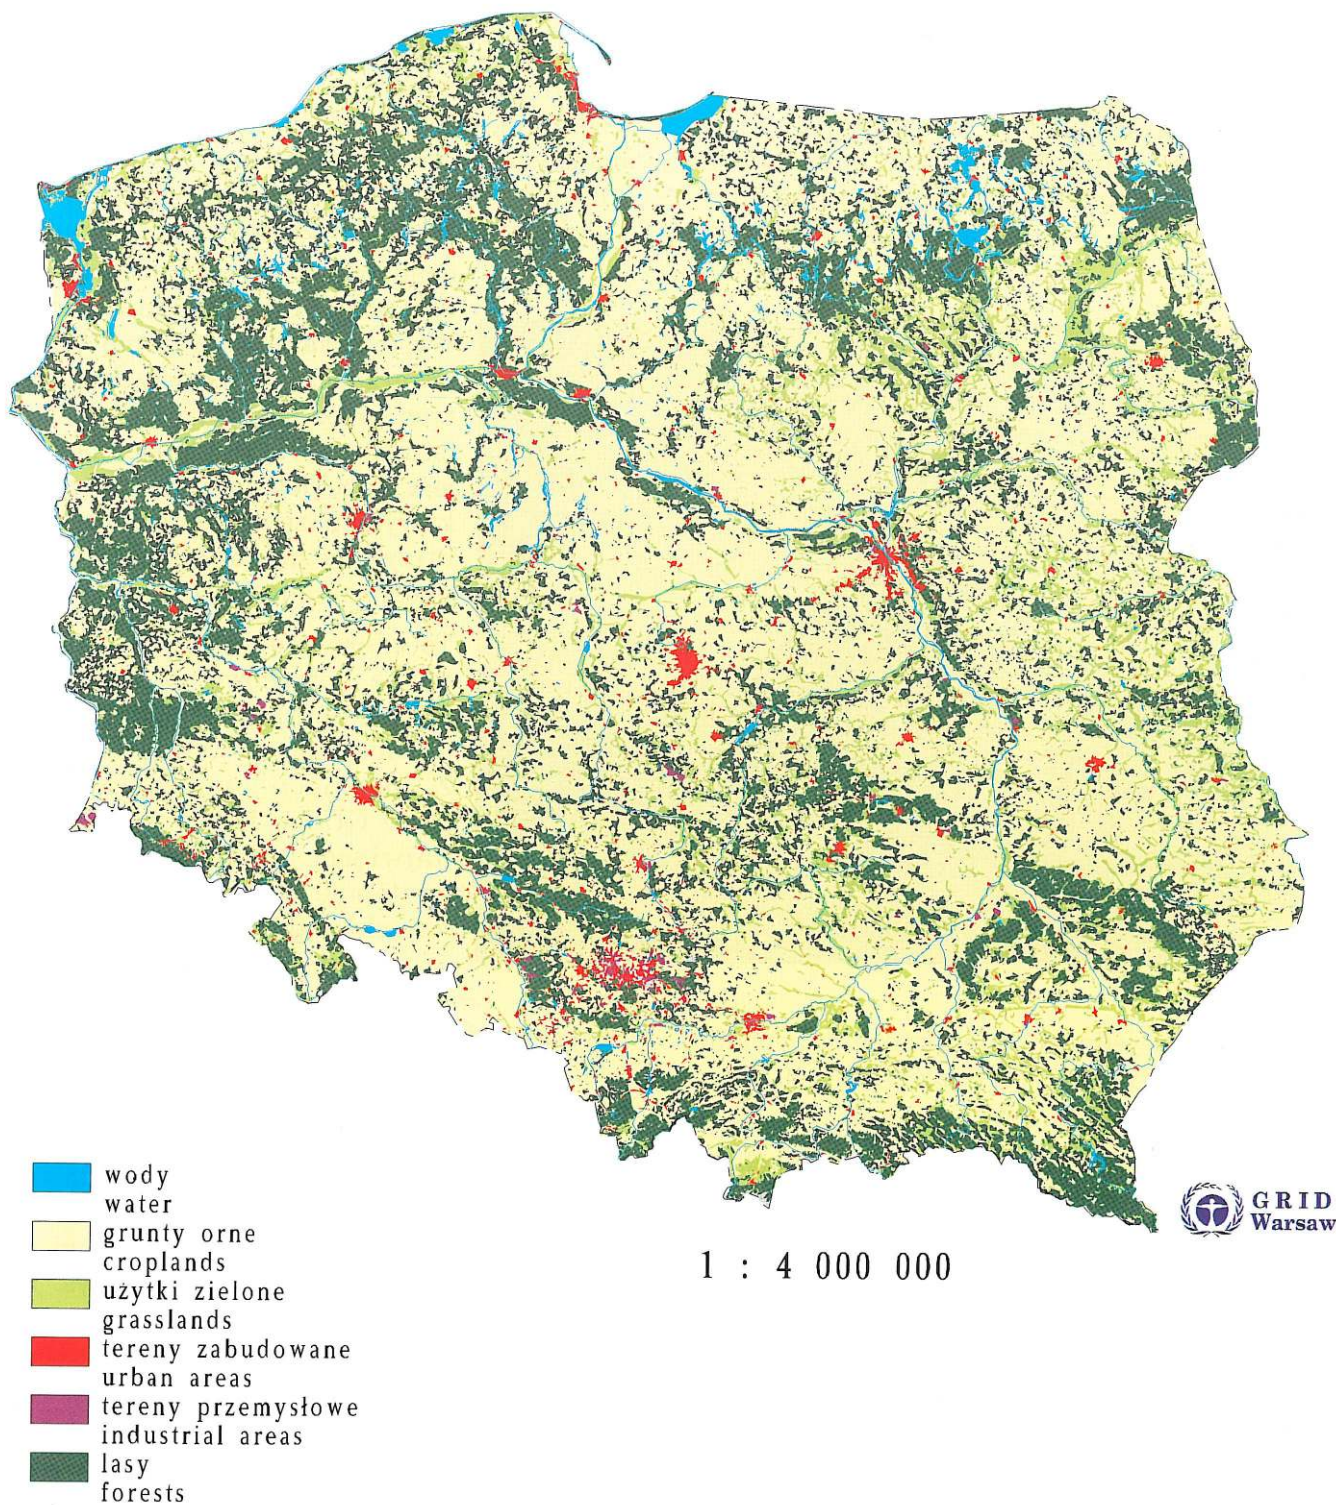 wody
water
grunty orne
croplands
użytki zielone
grasslands
tereny zabudowane
urban areas
tereny przemysłowe
industrial areas
lasy
forests
1 : 4 000 000
GRID
Warsaw